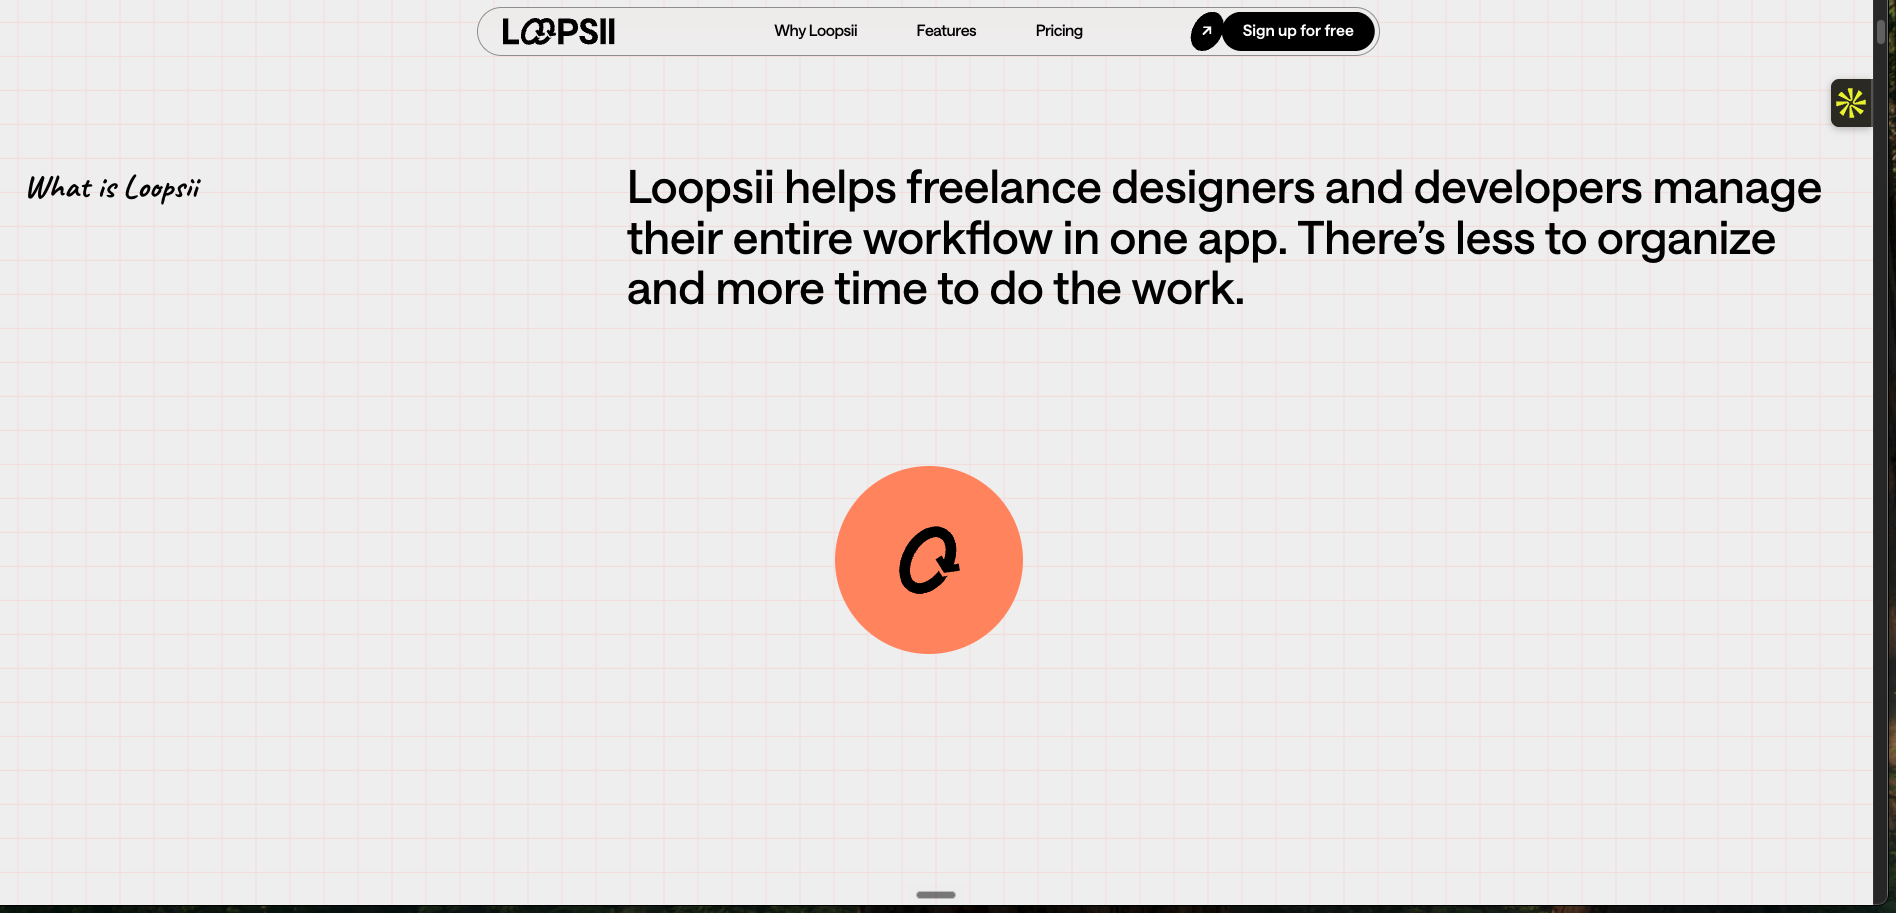 LOOPSII
Why Loopsii
Features
Pricing
Sign up for free
What is Loopsii
Loopsii helps freelance designers and developers manage
their entire workflow in one app. There’s less to organize
and more time to do the work.